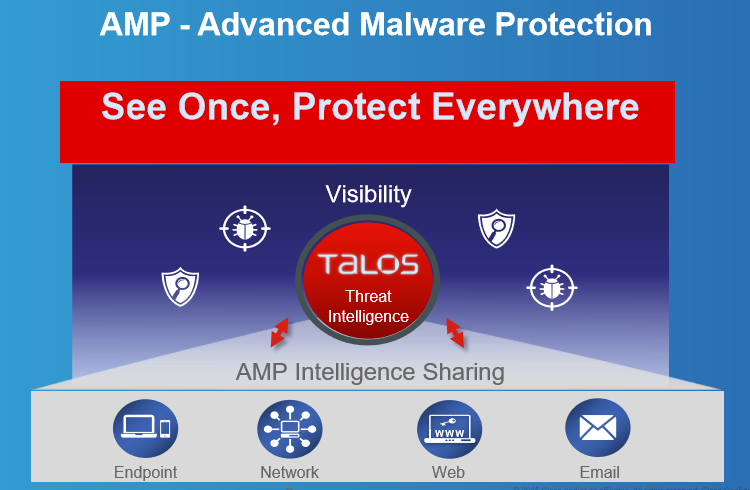 AMP - Advanced Malware Protection
See Once, Protect Everywhere
Visibility
TALOS
Threat
Intelligence
AMP Intelligence Sharing
www
Endpoint
Network
Web
Email